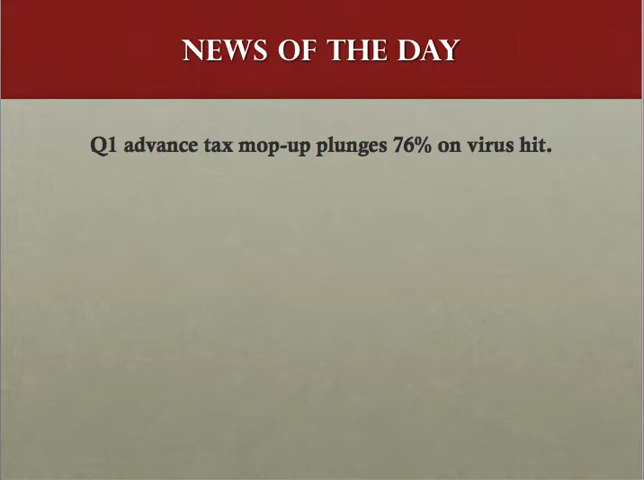 NEWS OF THE DAY
Q1 advance tax mop-up plunges 76% on virus hit.